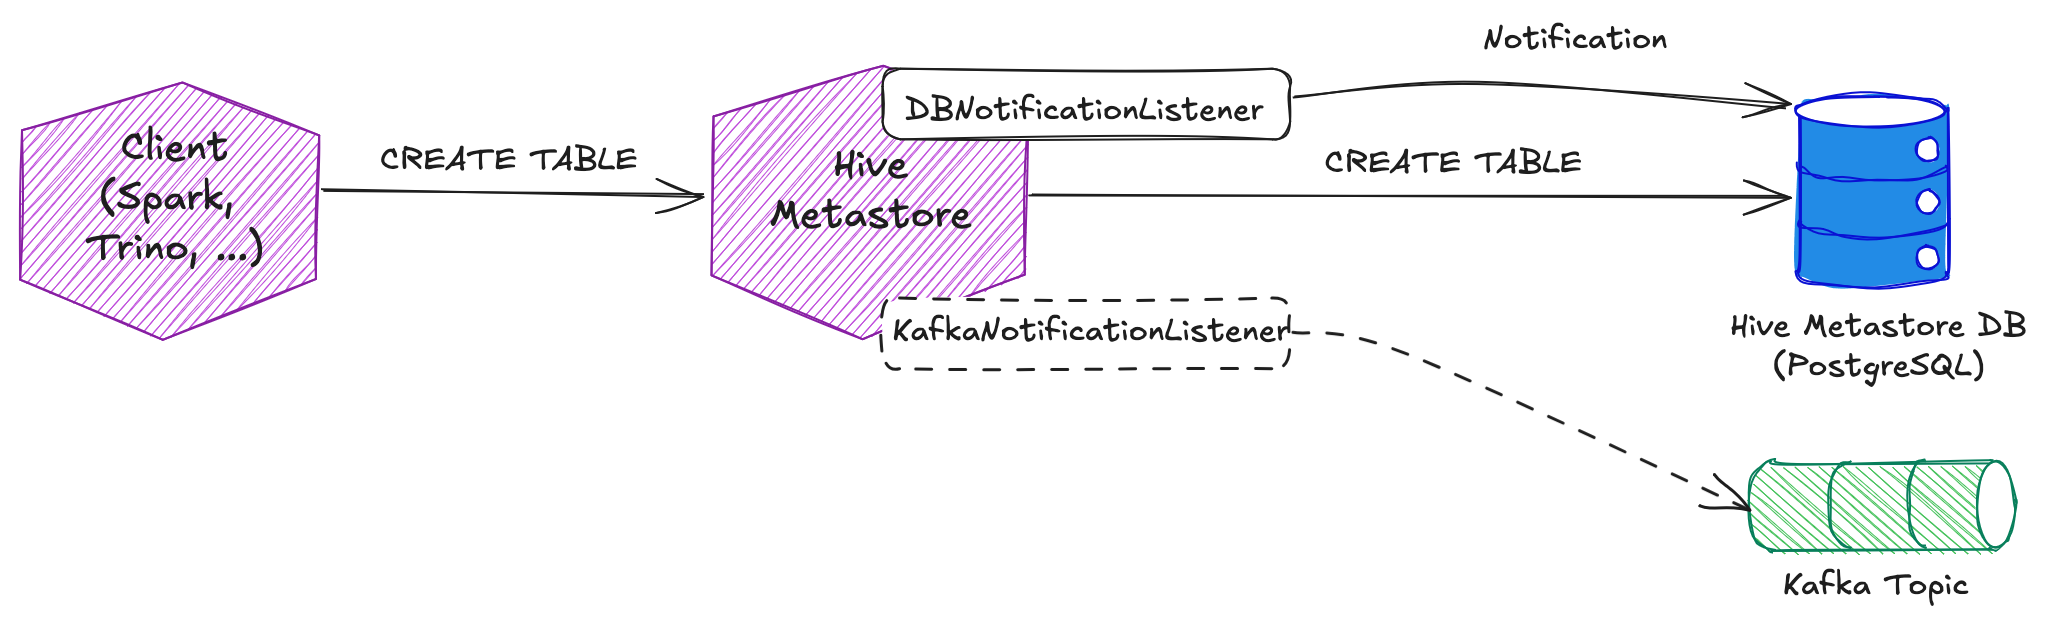 Client
(Spark,
Trino, ...)
CREATE TABLE
DBNotificationListener
Hive
Metastore
KafkaNotificationListener
Notification
CREATE TABLE
Hive Metastore DB
(PostgreSQL)
Kafka Topic